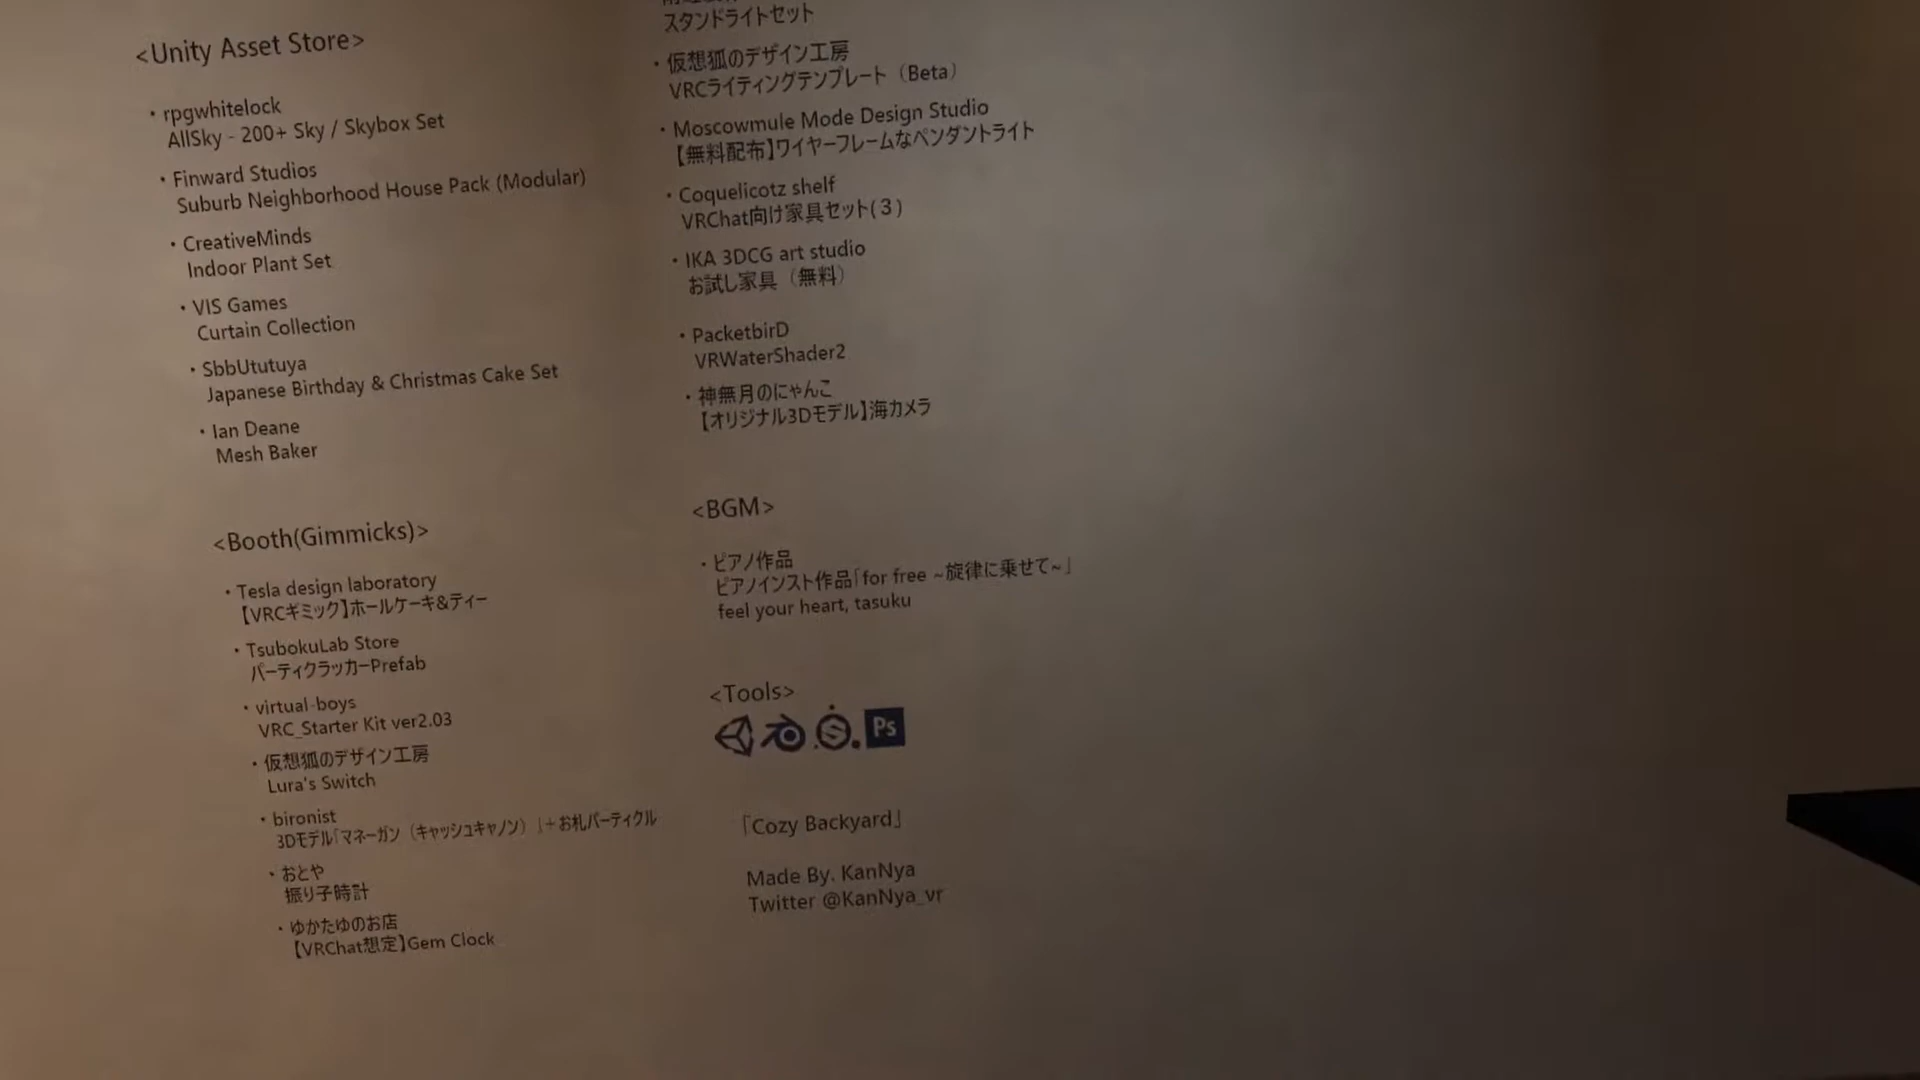 <Unity Asset Store>
・rpgwhitelock
AllSky - 200+ Sky / Skybox Set
・Finward Studios
Suburb Neighborhood House Pack (Modular)
・CreativeMinds
Indoor Plant Set
・VIS Games
Curtain Collection
・SbbUtutuya
Japanese Birthday & Christmas Cake Set
・Ian Deane
Mesh Baker
<Booth(Gimmicks)>
・Tesla design laboratory
【VRCギミック】ホールケーキ&ティー
・TsubokuLab Store
パーティクラッカーPrefab
・virtual-boys
VRC_Starter Kit ver2.03
・仮想狐のデザイン工房
Lura's Switch
・bironist
3Dモデル「マネーガン（キャッシュキャノン）」＋お札パーティクル
・おとや
振り子時計
・ゆかたゆのお店
【VRChat想定】Gem Clock
スタンドライトセット
・仮想狐のデザイン工房
VRCライティングテンプレート（Beta）
・Moscowmule Mode Design Studio
【無料配布】ワイヤーフレームなペンダントライト
・Coquelicotz shelf
VRChat向け家具セット(３)
・IKA 3DCG art studio
お試し家具（無料）
・PacketbirD
VRWaterShader2
・神無月のにゃんこ
【オリジナル3Dモデル】海カメラ
<BGM>
・ピアノ作品
ピアノインスト作品「for free ~旋律に乗せて~」
feel your heart, tasuku
<Tools>
Ps
「Cozy Backyard」
Made By. KanNya
Twitter @KanNya_vr